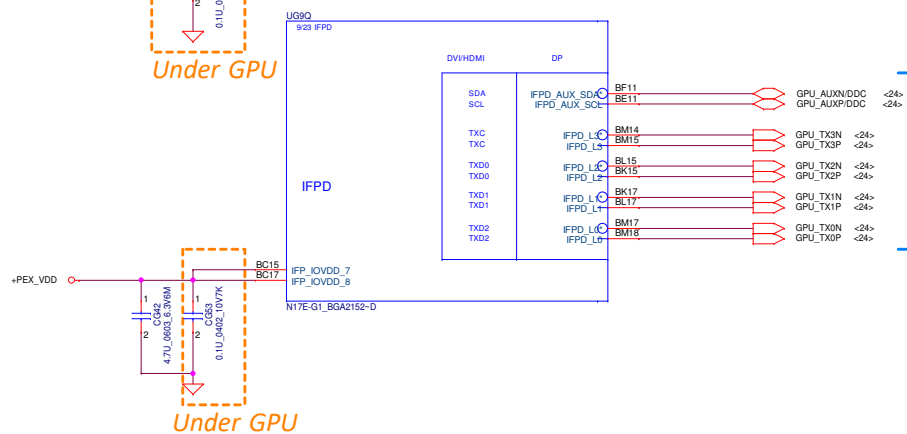 2
0.1U_0
Under GPU
UG9Q
9/23 IFPD
DVI/HDMI DP
SDA IFPD_AUX_SDA* BF11 GPU_AUXN/DDC <24>
SCL IFPD_AUX_SCL BE11 GPU_AUXP/DDC <24>
TXC IFPD_L3* BM14 GPU_TX3N <24>
TXC IFPD_L3 BM15 GPU_TX3P <24>
TXD0 IFPD_L2* BL15 GPU_TX2N <24>
TXD0 IFPD_L2 BK15 GPU_TX2P <24>
IFPD
TXD1 IFPD_L1* BK17 GPU_TX1N <24>
TXD1 IFPD_L1 BL17 GPU_TX1P <24>
TXD2 IFPD_L0* BM17 GPU_TX0N <24>
TXD2 IFPD_L0 BM18 GPU_TX0P <24>
BC15 IFP_IOVDD_7
+PEX_VDD BC17 IFP_IOVDD_8
N17E-G1_BGA2152~D
1
2
CG42
4.7U_0603_6.3V6M
1
2
CG53
0.1U_0402_10V7K
Under GPU